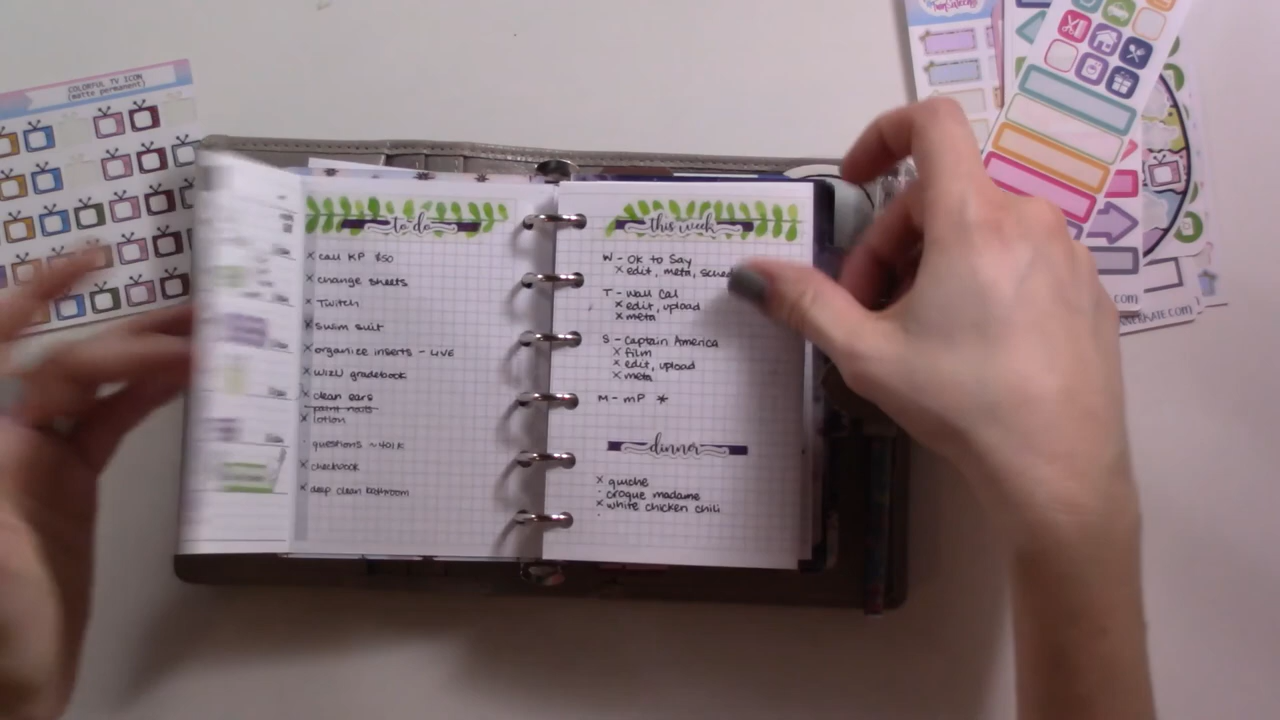 COLORFUL TV ICON
(matte permanent)
to do
x call KP $50
x change sheets
x Twitch
x swim suit
x organize inserts - LIVE
x WIZU gradebook
x clean ears
paint nails
x lotion
· questions ~401K
x checkbook
x deep clean bathroom
this week
W - Ok to Say
x edit, meta,
T - Wall Cal
x edit, upload
x meta
S - Captain America
x film
x edit, upload
x meta
M - MP *
dinner
x quiche
· croque madame
x white chicken chili